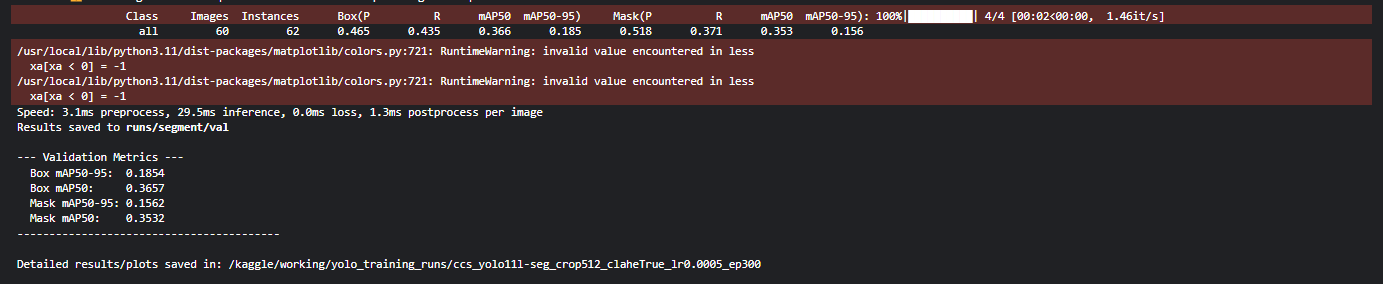 Class Images Instances Box(P R mAP50 mAP50-95) Mask(P R mAP50 mAP50-95): 100%|██████████| 4/4 [00:02<00:00, 1.46it/s]
all 60 62 0.465 0.435 0.366 0.185 0.518 0.371 0.353 0.156
/usr/local/lib/python3.11/dist-packages/matplotlib/colors.py:721: RuntimeWarning: invalid value encountered in less
xa[xa < 0] = -1
/usr/local/lib/python3.11/dist-packages/matplotlib/colors.py:721: RuntimeWarning: invalid value encountered in less
xa[xa < 0] = -1
Speed: 3.1ms preprocess, 29.5ms inference, 0.0ms loss, 1.3ms postprocess per image
Results saved to runs/segment/val
--- Validation Metrics ---
Box mAP50-95: 0.1854
Box mAP50: 0.3657
Mask mAP50-95: 0.1562
Mask mAP50: 0.3532
-----------------------------------------
Detailed results/plots saved in: /kaggle/working/yolo_training_runs/ccs_yolo11l-seg_crop512_claheTrue_lr0.0005_ep300